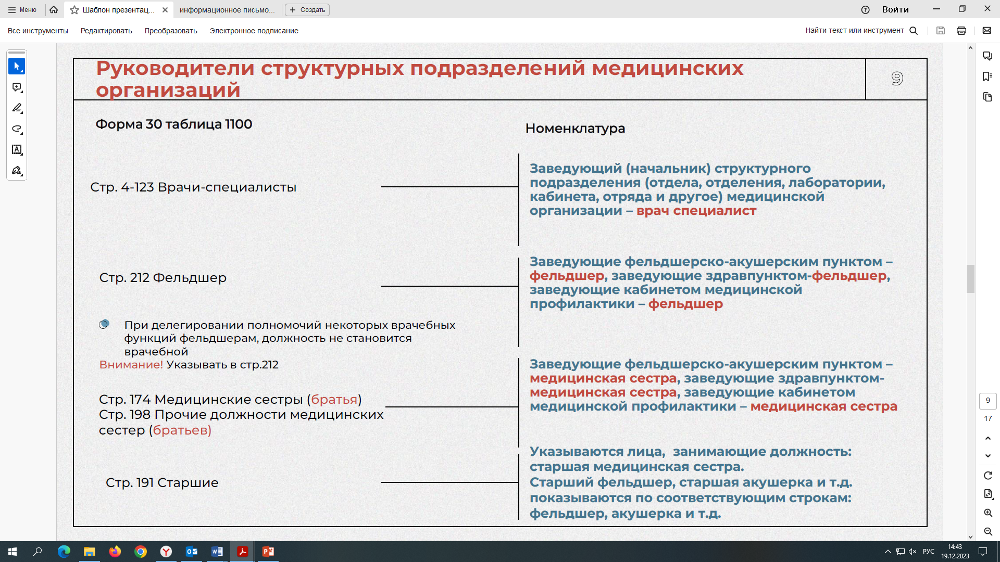 Меню
Шаблон презентац...
информационное письмо...
Создать
Войти
Все инструменты
Редактировать
Преобразовать
Электронное подписание
Найти текст или инструмент
Руководители структурных подразделений медицинских
организаций
9
Форма 30 таблица 1100
Номенклатура
Стр. 4-123 Врачи-специалисты
Заведующий (начальник) структурного
подразделения (отдела, отделения, лаборатории,
кабинета, отряда и другое) медицинской
организации – врач специалист
Стр. 212 Фельдшер
Заведующие фельдшерско-акушерским пунктом –
фельдшер, заведующие здравпунктом-фельдшер,
заведующие кабинетом медицинской
профилактики – фельдшер
При делегировании полномочий некоторых врачебных
функций фельдшерам, должность не становится
врачебной
Внимание! Указывать в стр.212
Стр. 174 Медицинские сестры (братья)
Стр. 198 Прочие должности медицинских
сестер (братьев)
Заведующие фельдшерско-акушерским пунктом –
медицинская сестра, заведующие здравпунктом-
медицинская сестра, заведующие кабинетом
медицинской профилактики – медицинская сестра
Стр. 191 Старшие
Указываются лица,  занимающие должность:
старшая медицинская сестра.
Старший фельдшер, старшая акушерка и т.д.
показываются по соответствующим строкам:
фельдшер, акушерка и т.д.
9
17
РУС
14:43
19.12.2023